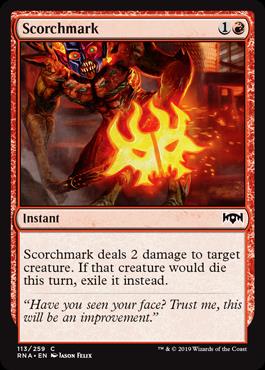 Scorchmark 1
Instant
Scorchmark deals 2 damage to target
creature. If that creature would die
this turn, exile it instead.
"Have you seen your face? Trust me, this
will be an improvement."
113/259 C
RNA • EN Jason Felix
™ & © 2019 Wizards of the Coast